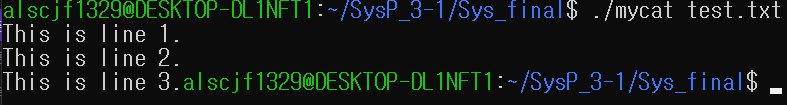 alscjf1329@DESKTOP-DL1NFT1:~/SysP_3-1/Sys_final$ ./mycat test.txt
This is line 1.
This is line 2.
This is line 3.alscjf1329@DESKTOP-DL1NFT1:~/SysP_3-1/Sys_final$